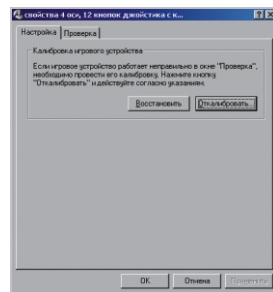 свойства 4 оси, 12 кнопок джойстика с к...
Настройка Проверка
Калибровка игрового устройства
Если игровое устройство работает неправильно в окне "Проверка",
необходимо провести его калибровку. Нажмите кнопку
"Откалибровать" и действуйте согласно указаниям.
Восстановить Откалибровать...
OK Отмена Применить